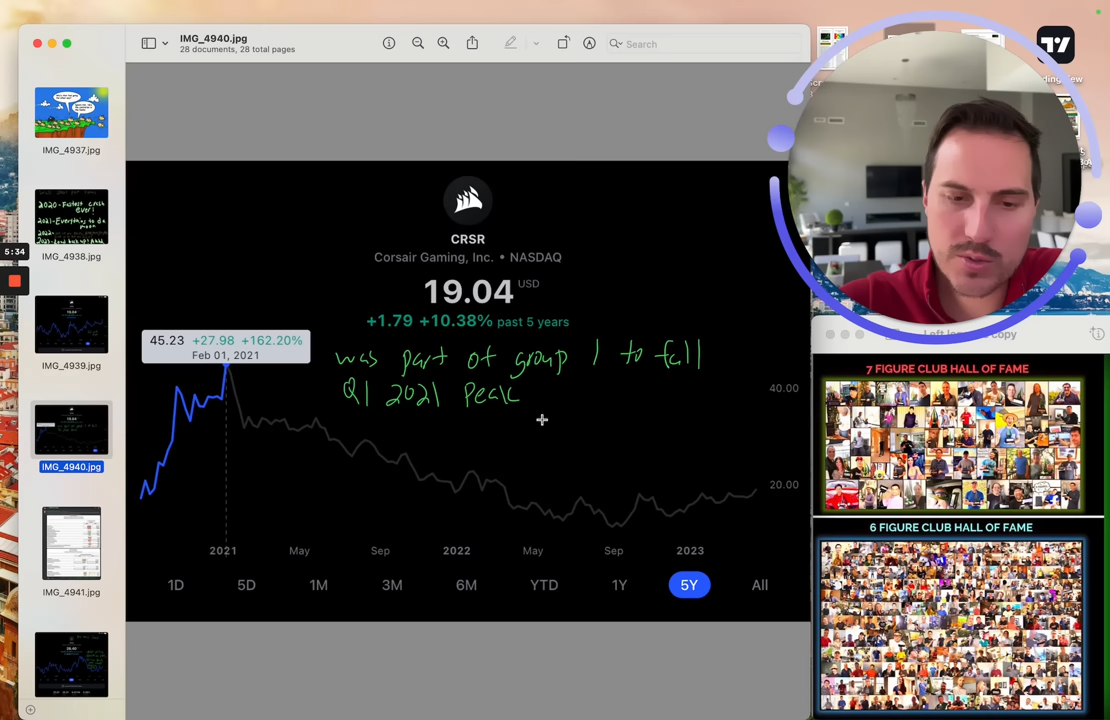 IMG_4940.jpg
28 documents, 28 total pages
Search
IMG_4937.jpg
2020-Fastest crash
ever!
IMG_4938.jpg
5:34
IMG_4939.jpg
IMG_4940.jpg
IMG_4941.jpg
CRSR
Corsair Gaming, Inc. • NASDAQ
19.04 USD
+1.79 +10.38% past 5 years
45.23 +27.98 +162.20%
Feb 01, 2021
was part of group 1 to fall
Q1 2021 Peak
40.00
20.00
2021 May Sep 2022 May Sep 2023
1D 5D 1M 3M 6M YTD 1Y 5Y All
7 FIGURE CLUB HALL OF FAME
6 FIGURE CLUB HALL OF FAME